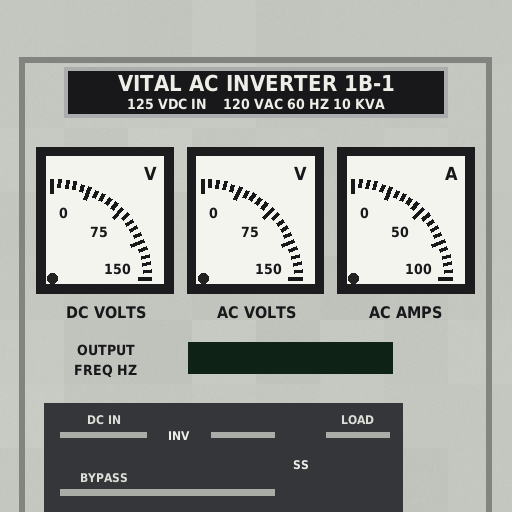 VITAL AC INVERTER 1B-1
125 VDC IN 120 VAC 60 HZ 10 KVA
V
0
75
150
DC VOLTS
V
0
75
150
AC VOLTS
A
0
50
100
AC AMPS
OUTPUT
FREQ HZ
DC IN
INV
LOAD
SS
BYPASS